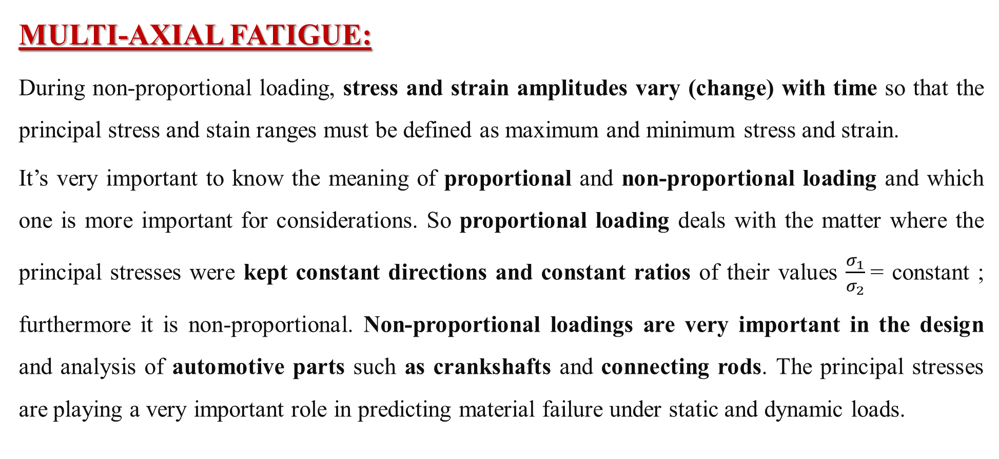 MULTI-AXIAL FATIGUE:
During non-proportional loading, stress and strain amplitudes vary (change) with time so that the
principal stress and stain ranges must be defined as maximum and minimum stress and strain.
It’s very important to know the meaning of proportional and non-proportional loading and which
one is more important for considerations. So proportional loading deals with the matter where the
principal stresses were kept constant directions and constant ratios of their values σ1/σ2 = constant ;
furthermore it is non-proportional. Non-proportional loadings are very important in the design
and analysis of automotive parts such as crankshafts and connecting rods. The principal stresses
are playing a very important role in predicting material failure under static and dynamic loads.